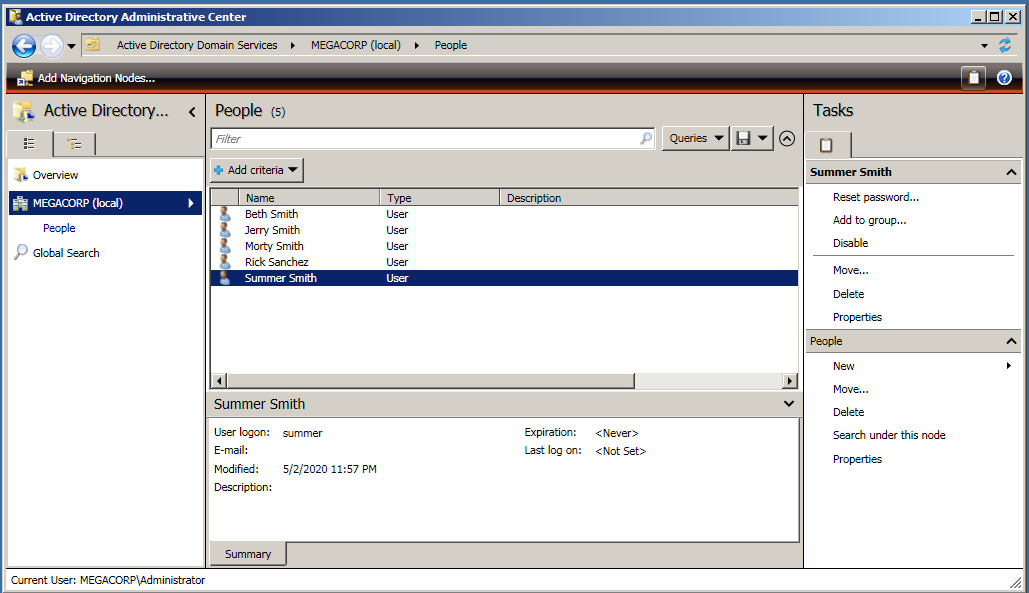 Active Directory Administrative Center
Active Directory Domain Services MEGACORP (local) People
Add Navigation Nodes...
Active Directory...
Overview
MEGACORP (local)
People
Global Search
People (5)
Filter
Queries
Add criteria
Name Type Description
Beth Smith User
Jerry Smith User
Morty Smith User
Rick Sanchez User
Summer Smith User
Summer Smith
User logon: summer Expiration: <Never>
E-mail: Last log on: <Not Set>
Modified: 5/2/2020 11:57 PM
Description:
Summary
Tasks
Summer Smith
Reset password...
Add to group...
Disable
Move...
Delete
Properties
People
New
Move...
Delete
Search under this node
Properties
Current User: MEGACORP\Administrator